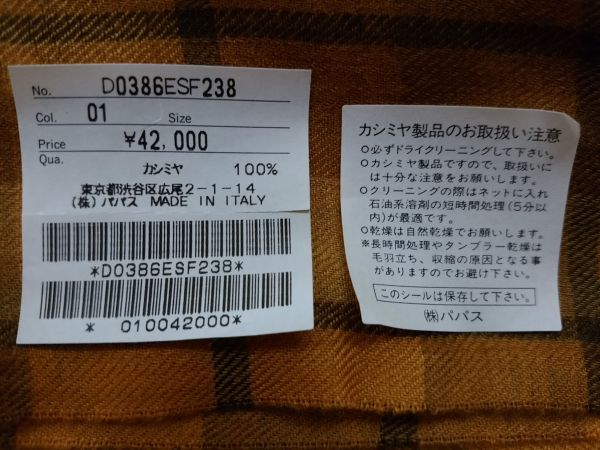 No. D0386ESF238
Col. 01 Size
Price ¥42,000
Qua.
カシミヤ 100%
東京都渋谷区広尾2-1-14
(株)パパス MADE IN ITALY
*D0386ESF238*
*010042000*
カシミヤ製品のお取扱い注意
○必ずドライクリーニングして下さい。
○カシミヤ製品ですので、取扱いに
は十分な注意をお願いします。
○クリーニングの際はネットに入れ
石油系溶剤の短時間処理(5分以
内)が最適です。
○乾燥は自然乾燥でお願いします。
※長時間処理やタンブラー乾燥は
毛羽立ち、収縮の原因となる事
がありますのでお避け下さい。
このシールは保存して下さい。
㈱パパス